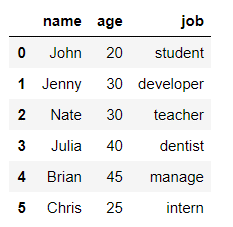 name age job
0 John 20 student
1 Jenny 30 developer
2 Nate 30 teacher
3 Julia 40 dentist
4 Brian 45 manage
5 Chris 25 intern